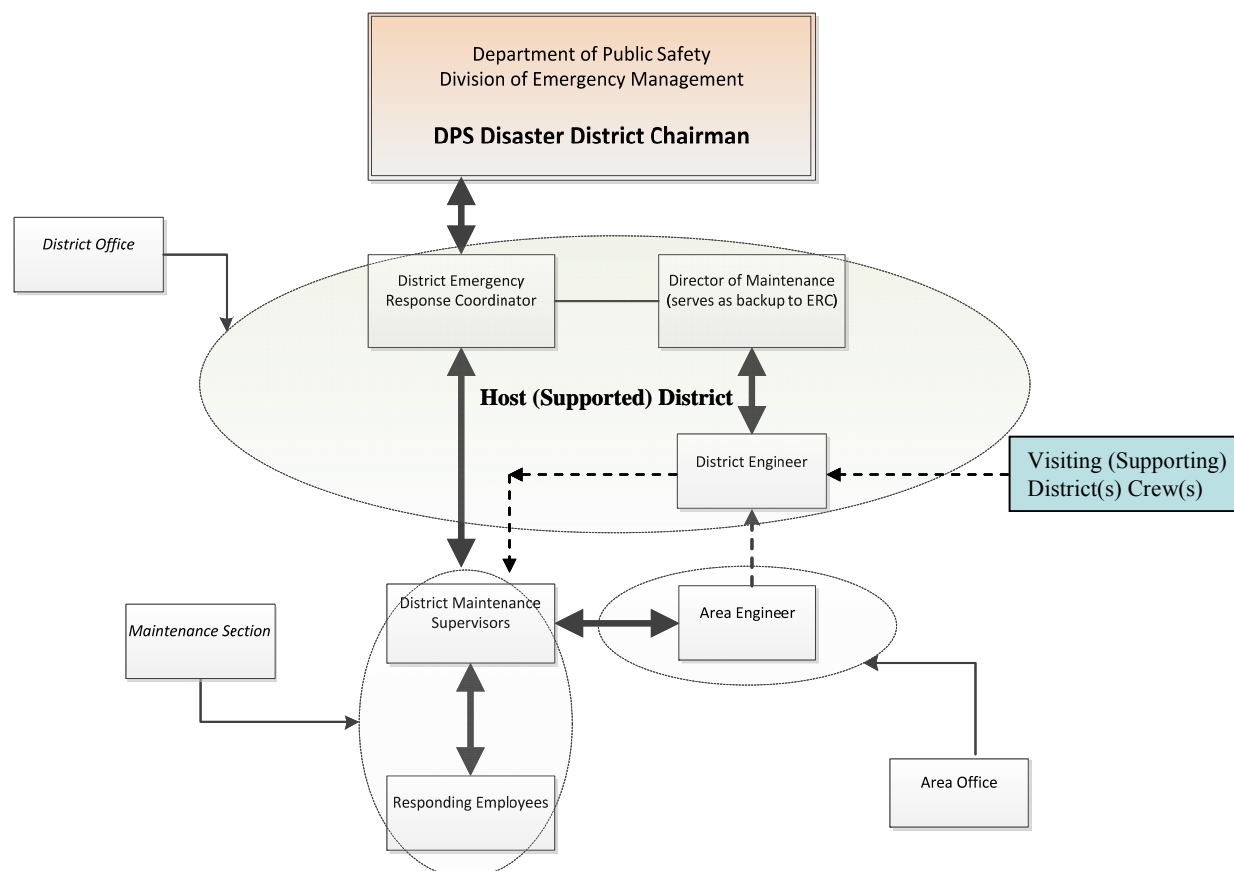 Department of Public Safety
Division of Emergency Management
DPS Disaster District Chairman
District Office
District Emergency
Response Coordinator
Director of Maintenance
(serves as backup to ERC)
Host (Supported) District
District Engineer
Visiting (Supporting)
District(s) Crew(s)
District Maintenance
Supervisors
Area Engineer
Maintenance Section
Responding Employees
Area Office